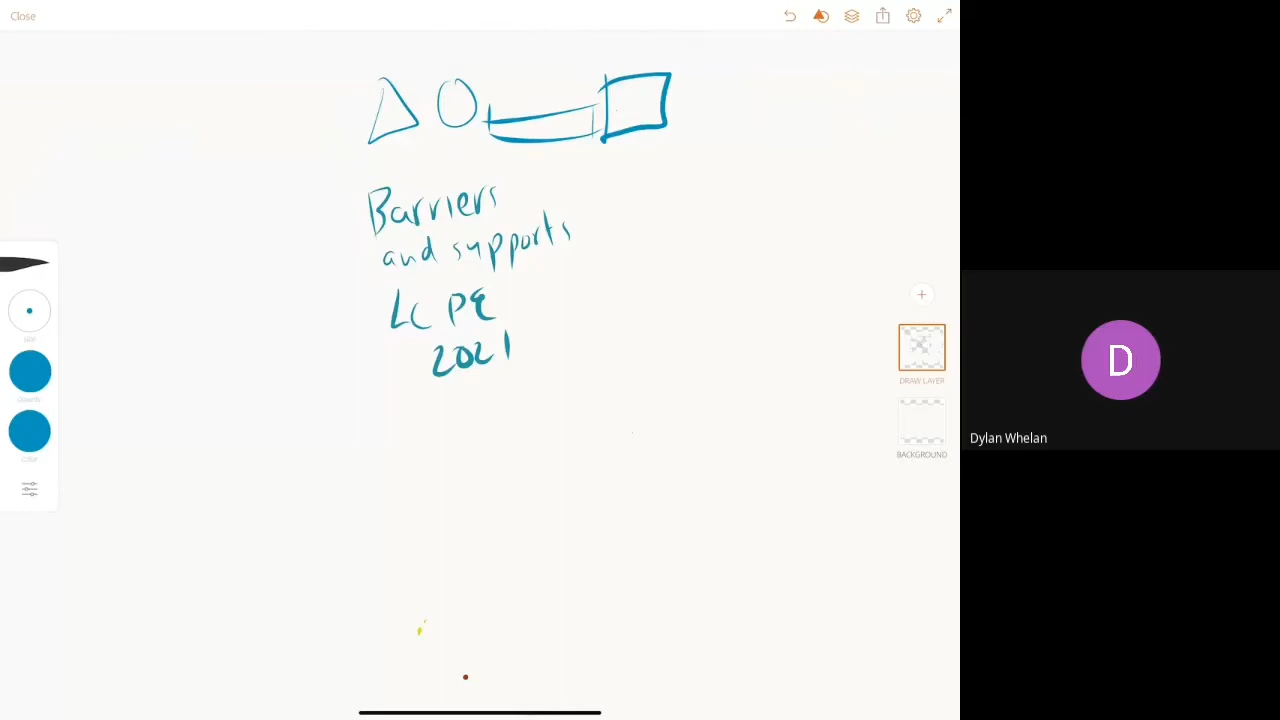 Close
Barriers
and supports
LC PE
2021
DRAW LAYER
BACKGROUND
D
Dylan Whelan